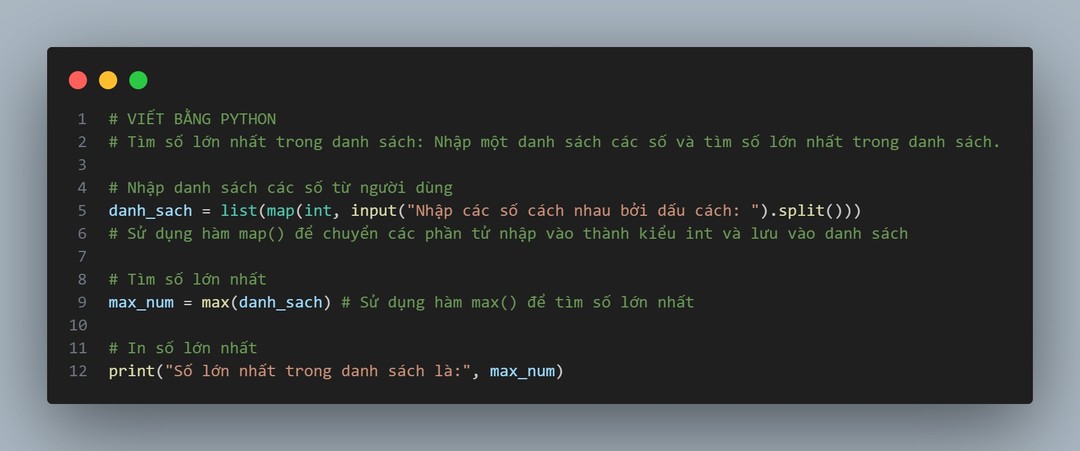 1 # VIẾT BẰNG PYTHON
2 # Tìm số lớn nhất trong danh sách: Nhập một danh sách các số và tìm số lớn nhất trong danh sách.
3
4 # Nhập danh sách các số từ người dùng
5 danh_sach = list(map(int, input("Nhập các số cách nhau bởi dấu cách: ").split()))
6 # Sử dụng hàm map() để chuyển các phần tử nhập vào thành kiểu int và lưu vào danh sách
7
8 # Tìm số lớn nhất
9 max_num = max(danh_sach) # Sử dụng hàm max() để tìm số lớn nhất
10
11 # In số lớn nhất
12 print("Số lớn nhất trong danh sách là:", max_num)